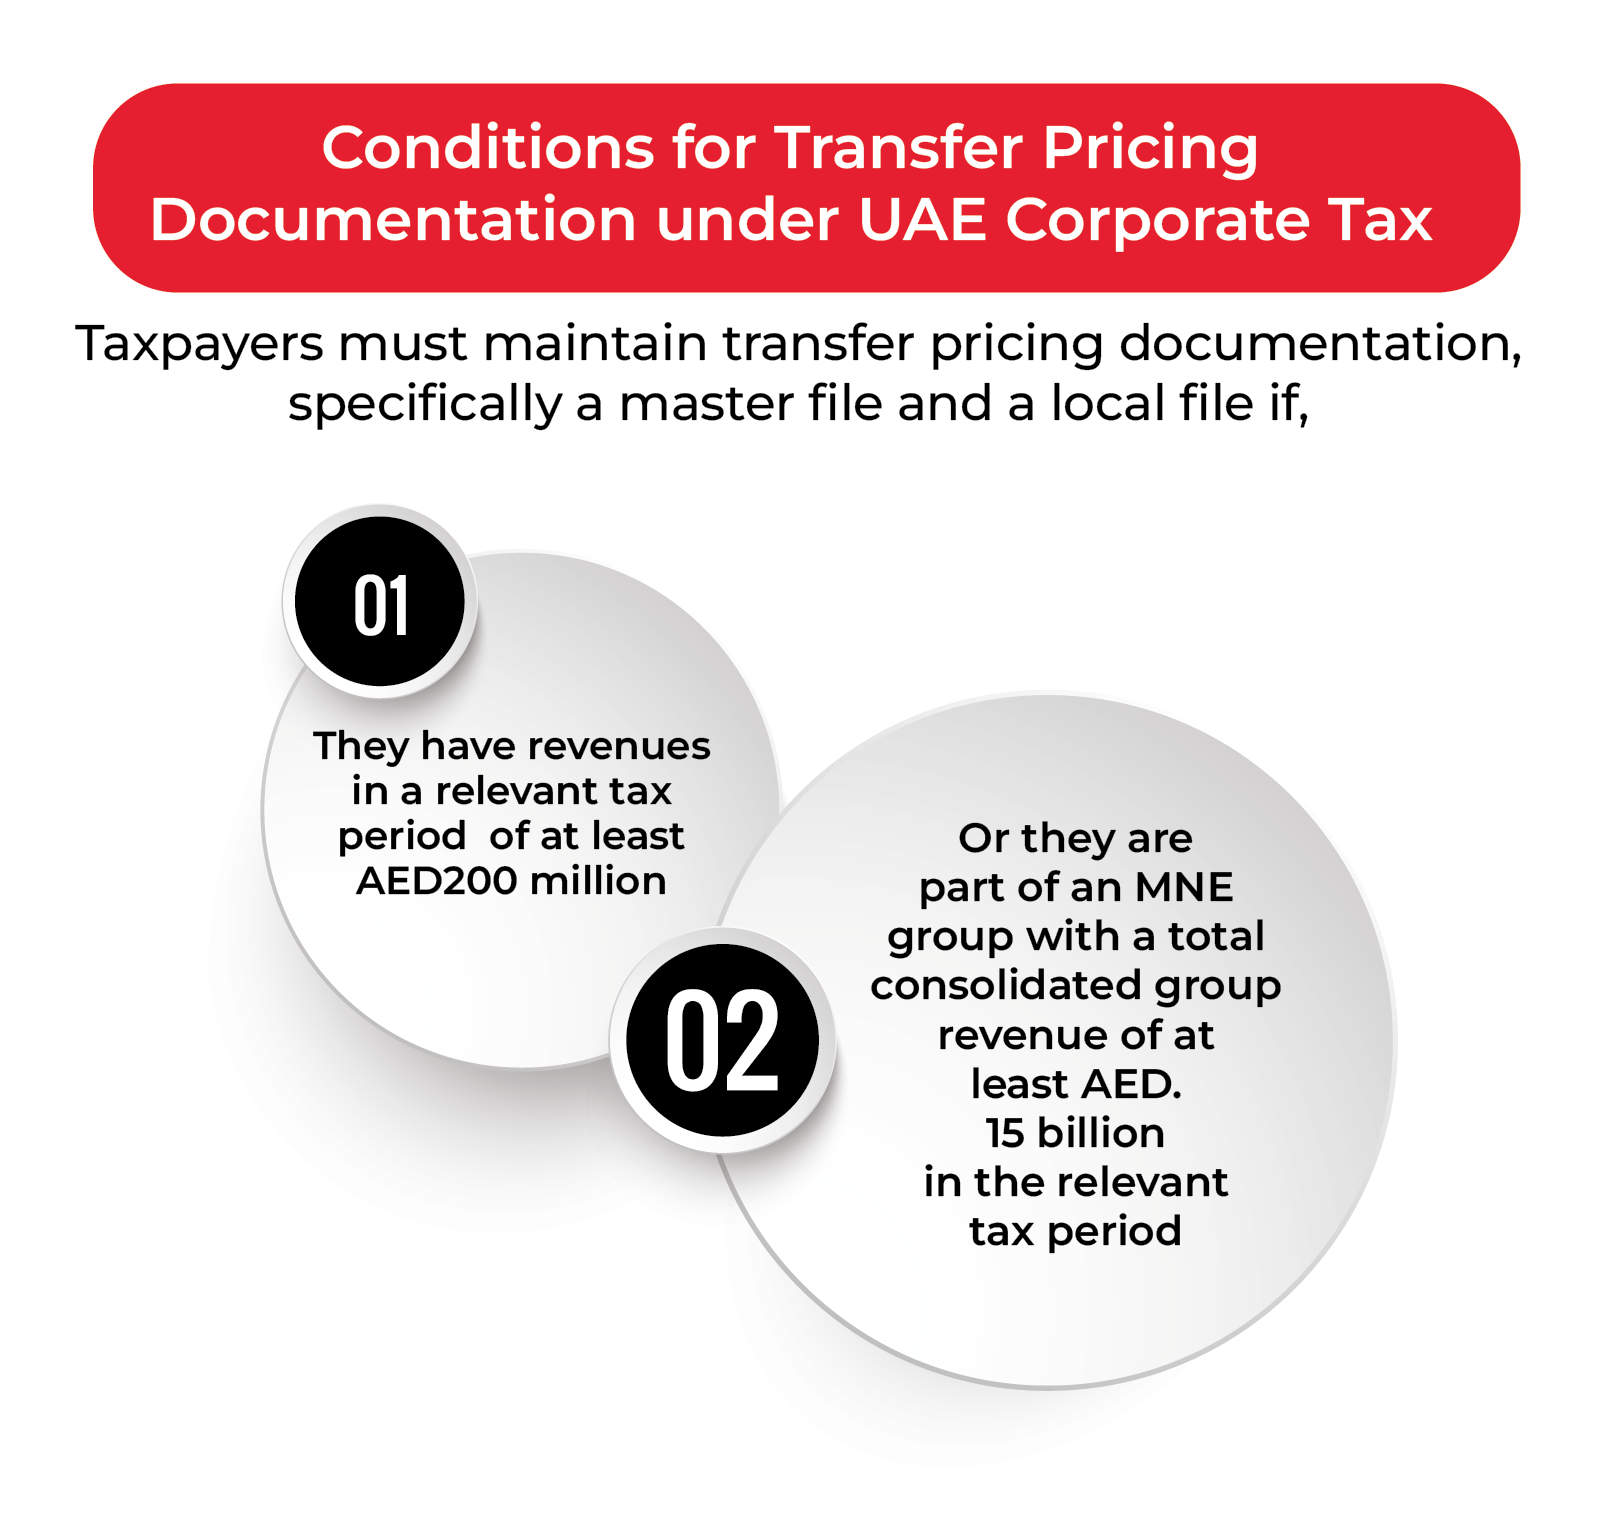 Conditions for Transfer Pricing
Documentation under UAE Corporate Tax
Taxpayers must maintain transfer pricing documentation,
specifically a master file and a local file if,
01
They have revenues
in a relevant tax
period of at least
AED200 million
02
Or they are
part of an MNE
group with a total
consolidated group
revenue of at
least AED.
15 billion
in the relevant
tax period